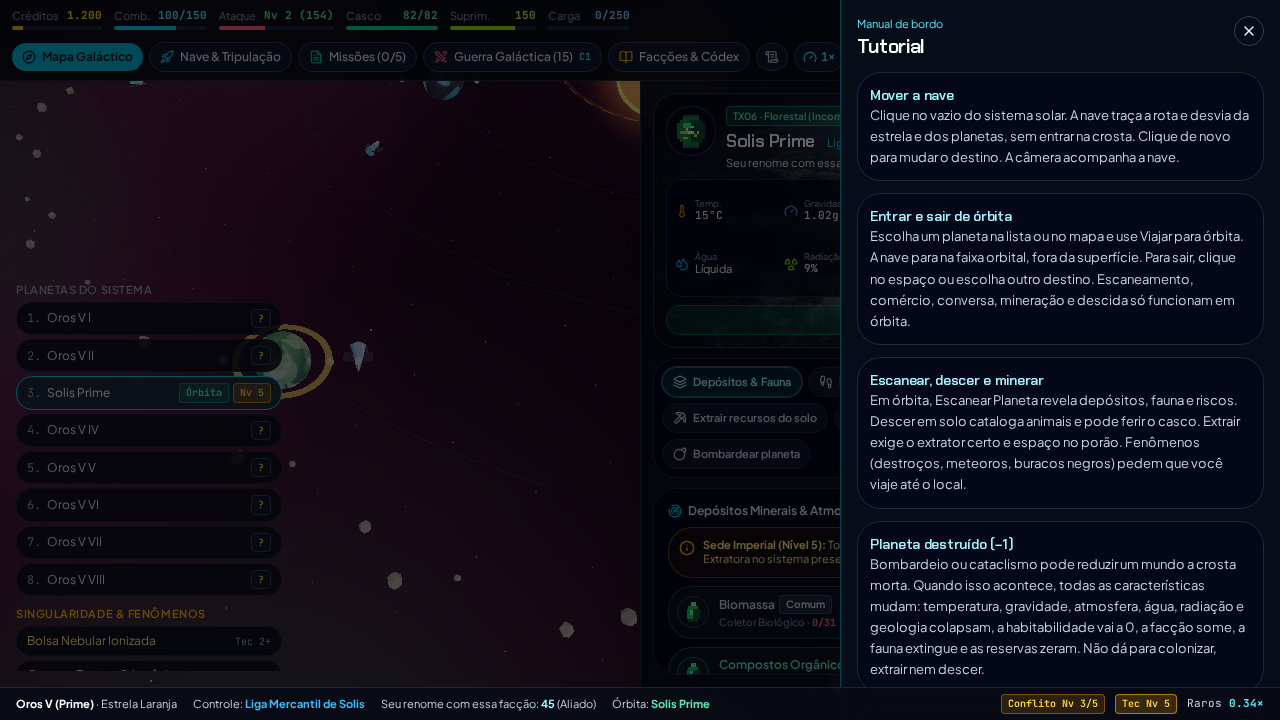 Créditos 1.200 Comb. 100/150 Ataque Nv 2 (154) Casco 82/82 Suprim. 150 Carga 0/250
Mapa Galáctico Nave & Tripulação Missões (0/5) Guerra Galáctica (15) C1 Facções & Códex 1×
PLANETAS DO SISTEMA
1. Oros V I ?
2. Oros V II ?
3. Solis Prime Órbita Nv 5
4. Oros V IV ?
5. Oros V V ?
6. Oros V VI ?
7. Oros V VII ?
8. Oros V VIII ?
SINGULARIDADE & FENÔMENOS
Bolsa Nebular Ionizada Tec 2+
TX06 · Florestal (Incom
Solis Prime Lig
Seu renome com essa
Temp.
15°C
Gravidad
1.02g
Água
Líquida
Radiação
9%
Depósitos & Fauna
Extrair recursos do solo
Bombardear planeta
Depósitos Minerais & Atmo
Sede Imperial (Nível 5): To
Extratora no sistema prese
Biomassa Comum
Coletor Biológico · 0/31
Compostos Orgânic
Manual de bordo
Tutorial
Mover a nave
Clique no vazio do sistema solar. A nave traça a rota e desvia da
estrela e dos planetas, sem entrar na crosta. Clique de novo
para mudar o destino. A câmera acompanha a nave.
Entrar e sair de órbita
Escolha um planeta na lista ou no mapa e use Viajar para órbita.
A nave para na faixa orbital, fora da superfície. Para sair, clique
no espaço ou escolha outro destino. Escaneamento,
comércio, conversa, mineração e descida só funcionam em
órbita.
Escanear, descer e minerar
Em órbita, Escanear Planeta revela depósitos, fauna e riscos.
Descer em solo cataloga animais e pode ferir o casco. Extrair
exige o extrator certo e espaço no porão. Fenômenos
(destroços, meteoros, buracos negros) pedem que você
viaje até o local.
Planeta destruído (−1)
Bombardeio ou cataclismo pode reduzir um mundo a crosta
morta. Quando isso acontece, todas as características
mudam: temperatura, gravidade, atmosfera, água, radiação e
geologia colapsam, a habitabilidade vai a 0, a facção some, a
fauna extingue e as reservas zeram. Não dá para colonizar,
extrair nem descer.
Oros V (Prime) · Estrela Laranja Controle: Liga Mercantil de Solis Seu renome com essa facção: 45 (Aliado) Órbita: Solis Prime Conflito Nv 3/5 Tec Nv 5 Raros 0.34×